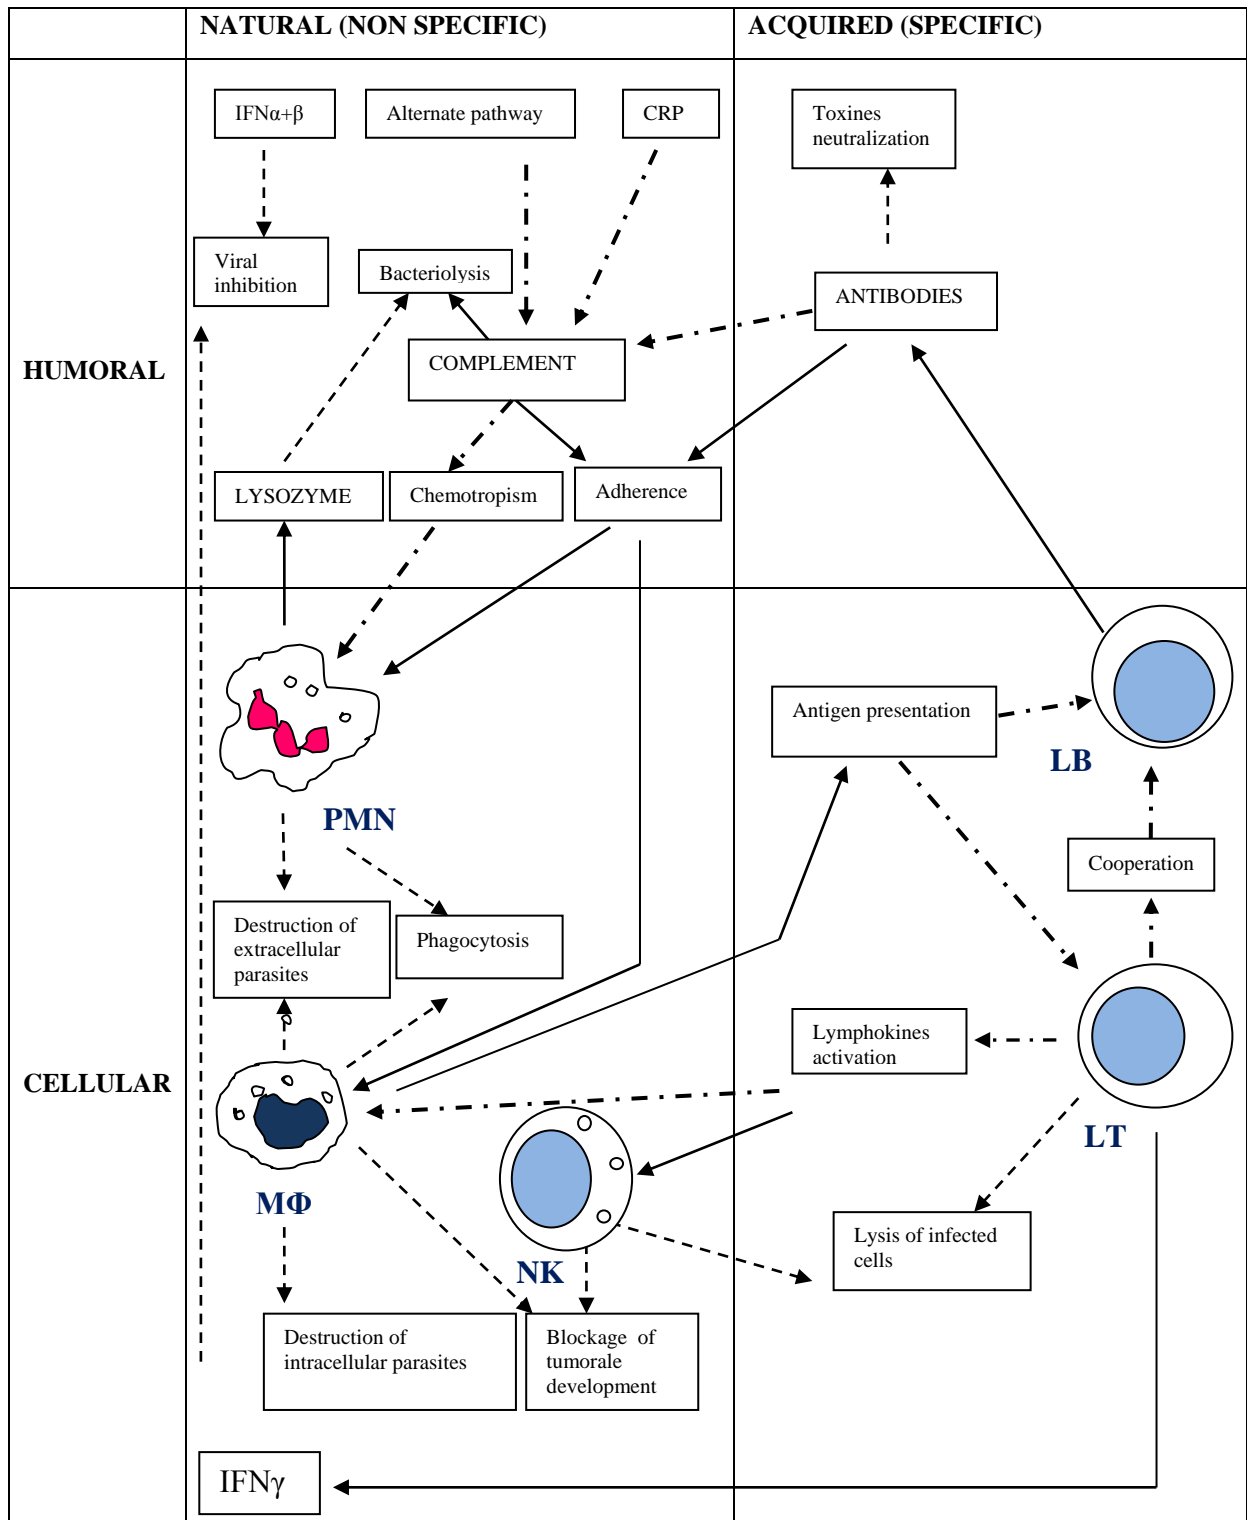 NATURAL (NON SPECIFIC)
ACQUIRED (SPECIFIC)
HUMORAL
IFNα+β
Alternate pathway
CRP
Toxines
neutralization
Viral
inhibition
Bacteriolysis
ANTIBODIES
COMPLEMENT
LYSOZYME
Chemotropism
Adherence
CELLULAR
Antigen presentation
LB
PMN
Cooperation
Destruction of
extracellular
parasites
Phagocytosis
Lymphokines
activation
LT
MΦ
NK
Lysis of infected
cells
Destruction of
intracellular parasites
Blockage of
tumorale
development
IFNγ